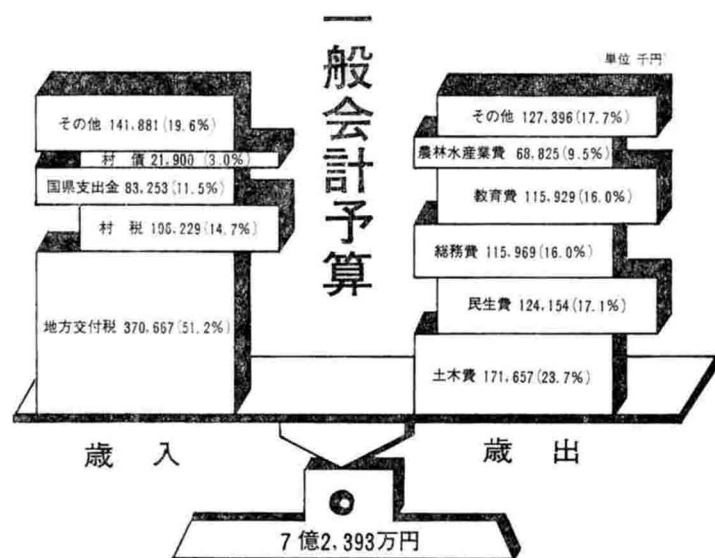 一般会計予算
単位 千円
その他 141,881(19.6%)
村 債 21,900 (3.0%)
国県支出金 83,253(11.5%)
村 税 106,229(14.7%)
地方交付税 370,667(51.2%)
その他 127,396(17.7%)
農林水産業費 68,825(9.5%)
教育費 115,929(16.0%)
総務費 115,969(16.0%)
民生費 124,154(17.1%)
土木費 171,657(23.7%)
歳入
歳出
7億2,393万円